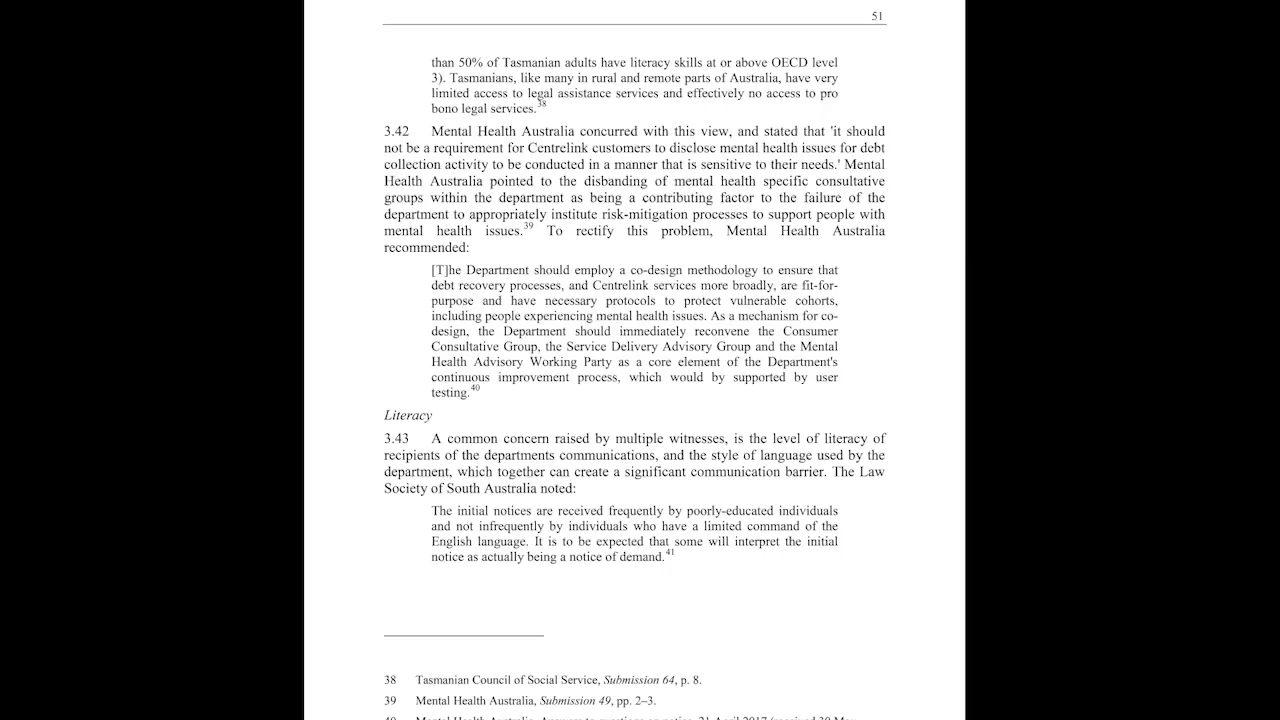 51
than 50% of Tasmanian adults have literacy skills at or above OECD level
3). Tasmanians, like many in rural and remote parts of Australia, have very
limited access to legal assistance services and effectively no access to pro
bono legal services.38
3.42 Mental Health Australia concurred with this view, and stated that 'it should
not be a requirement for Centrelink customers to disclose mental health issues for debt
collection activity to be conducted in a manner that is sensitive to their needs.' Mental
Health Australia pointed to the disbanding of mental health specific consultative
groups within the department as being a contributing factor to the failure of the
department to appropriately institute risk-mitigation processes to support people with
mental health issues.39 To rectify this problem, Mental Health Australia
recommended:
[T]he Department should employ a co-design methodology to ensure that
debt recovery processes, and Centrelink services more broadly, are fit-for-
purpose and have necessary protocols to protect vulnerable cohorts,
including people experiencing mental health issues. As a mechanism for co-
design, the Department should immediately reconvene the Consumer
Consultative Group, the Service Delivery Advisory Group and the Mental
Health Advisory Working Party as a core element of the Department's
continuous improvement process, which would by supported by user
testing.40
Literacy
3.43 A common concern raised by multiple witnesses, is the level of literacy of
recipients of the departments communications, and the style of language used by the
department, which together can create a significant communication barrier. The Law
Society of South Australia noted:
The initial notices are received frequently by poorly-educated individuals
and not infrequently by individuals who have a limited command of the
English language. It is to be expected that some will interpret the initial
notice as actually being a notice of demand.41
38 Tasmanian Council of Social Service, Submission 64, p. 8.
39 Mental Health Australia, Submission 49, pp. 2–3.
40 Mental Health Australia, Answers to questions on notice, 21 April 2017 (received 30 May